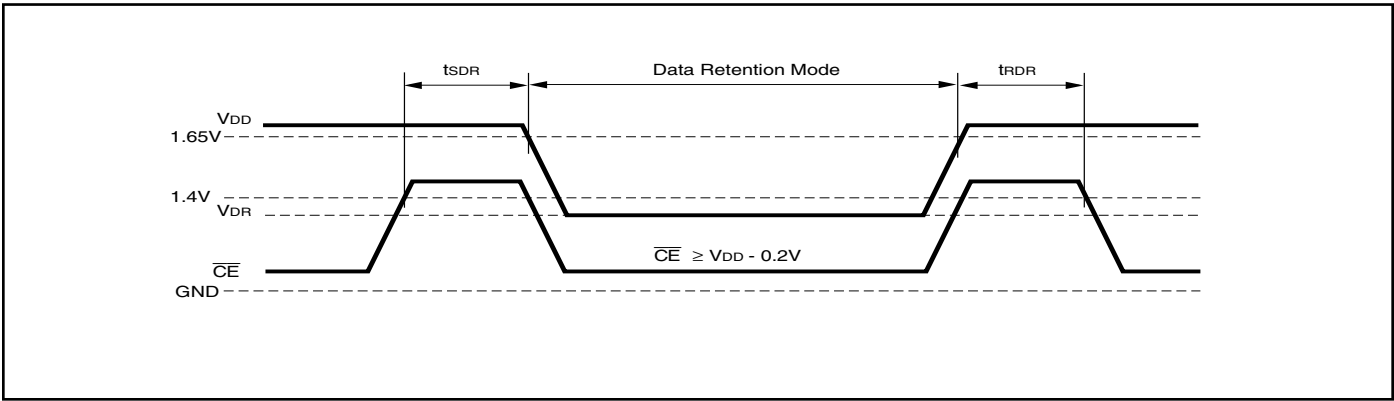 tSDR
Data Retention Mode
tRDR
VDD
1.65V
1.4V
VDR
CE ≥ VDD - 0.2V
CE
GND